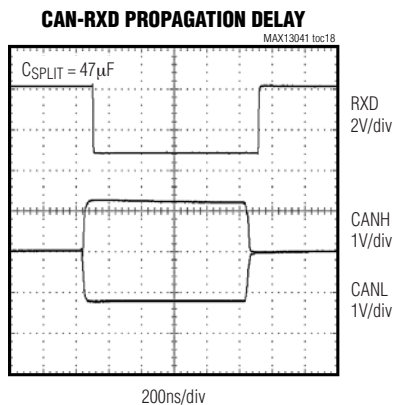 CAN-RXD PROPAGATION DELAY
MAX13041 toc18
CSPLIT = 47μF
RXD
2V/div
CANH
1V/div
CANL
1V/div
200ns/div